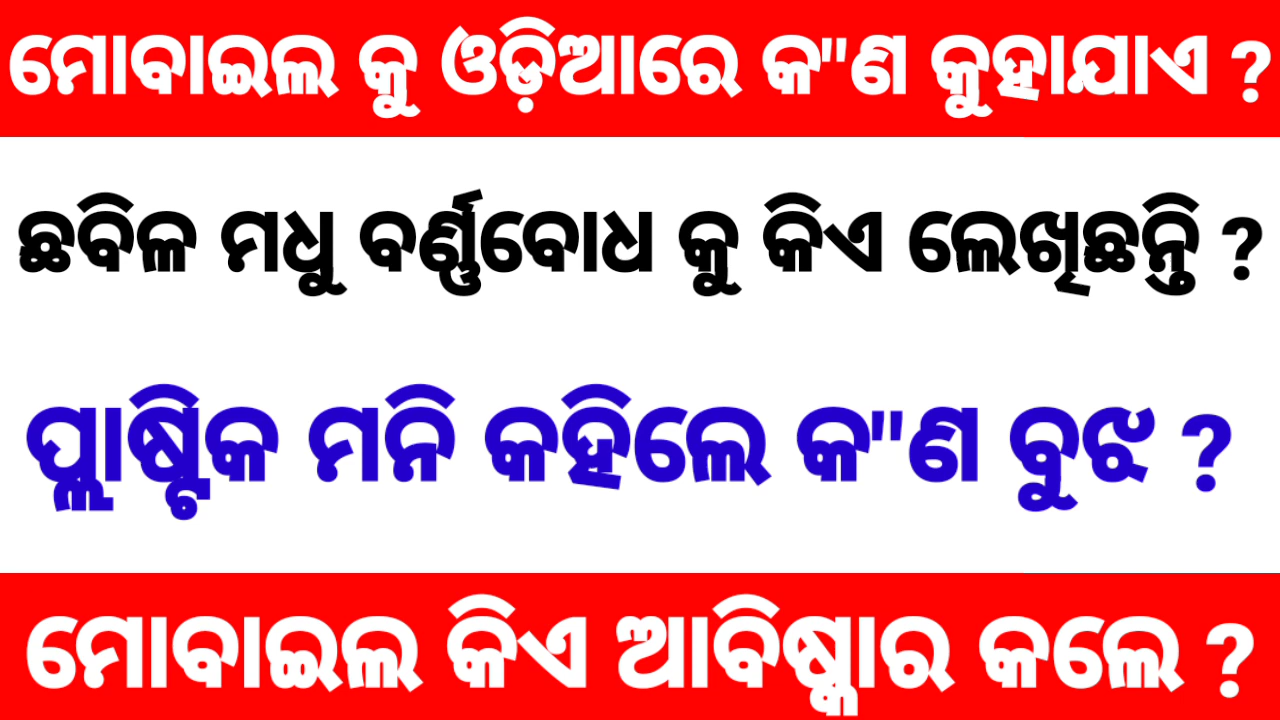 ମୋବାଇଲ କୁ ଓଡ଼ିଆରେ କ"ଣ କୁହାଯାଏ ?
ଛବିଳ ମଧୁ ବର୍ଣ୍ଣବୋଧ କୁ କିଏ ଲେଖିଛନ୍ତି ?
ପ୍ଲାଷ୍ଟିକ ମନି କହିଲେ କ"ଣ ବୁଝ ?
ମୋବାଇଲ କିଏ ଆବିଷ୍କାର କଲେ ?